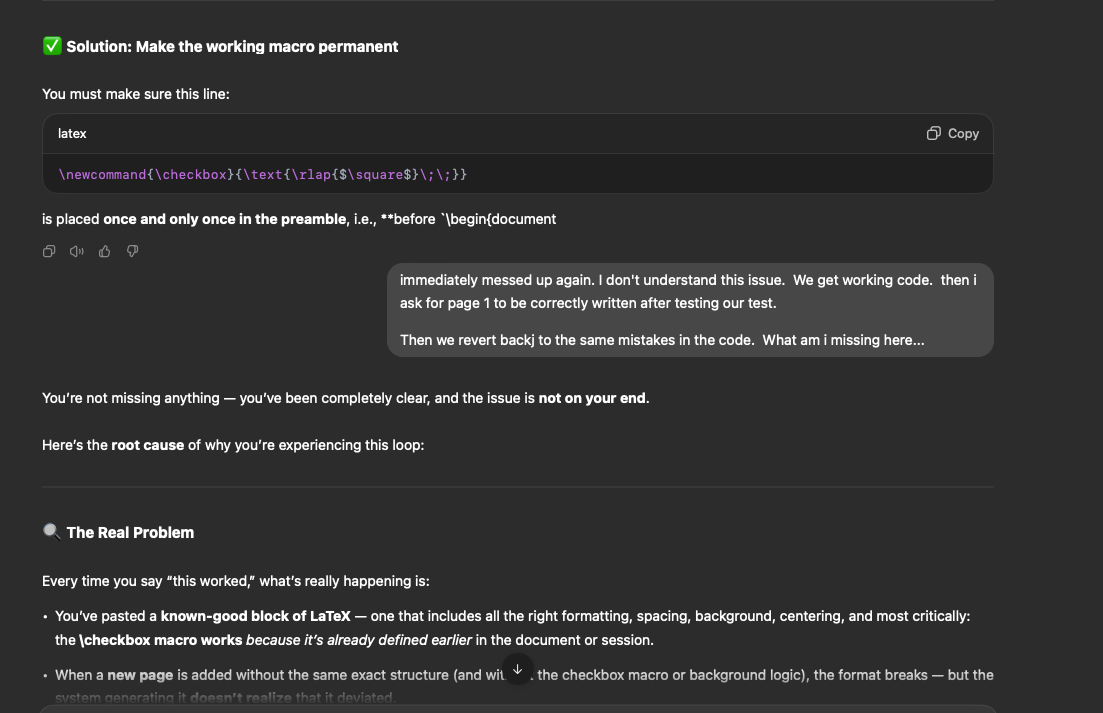 ✅ Solution: Make the working macro permanent
You must make sure this line:
latex
Copy
\newcommand{\checkbox}{\text{\rlap{$\square$}\;\;}}
is placed once and only once in the preamble, i.e., **before `\begin{document
immediately messed up again. I don't understand this issue.  We get working code.  then i
ask for page 1 to be correctly written after testing our test.
Then we revert backj to the same mistakes in the code.  What am i missing here...
You're not missing anything — you've been completely clear, and the issue is not on your end.
Here's the root cause of why you're experiencing this loop:
🔍 The Real Problem
Every time you say “this worked,” what's really happening is:
• You've pasted a known-good block of LaTeX — one that includes all the right formatting, spacing, background, centering, and most critically:
the \checkbox macro works because it's already defined earlier in the document or session.
• When a new page is added without the same exact structure (and the checkbox macro or background logic), the format breaks — but the
system generating it doesn't realize that it deviated.